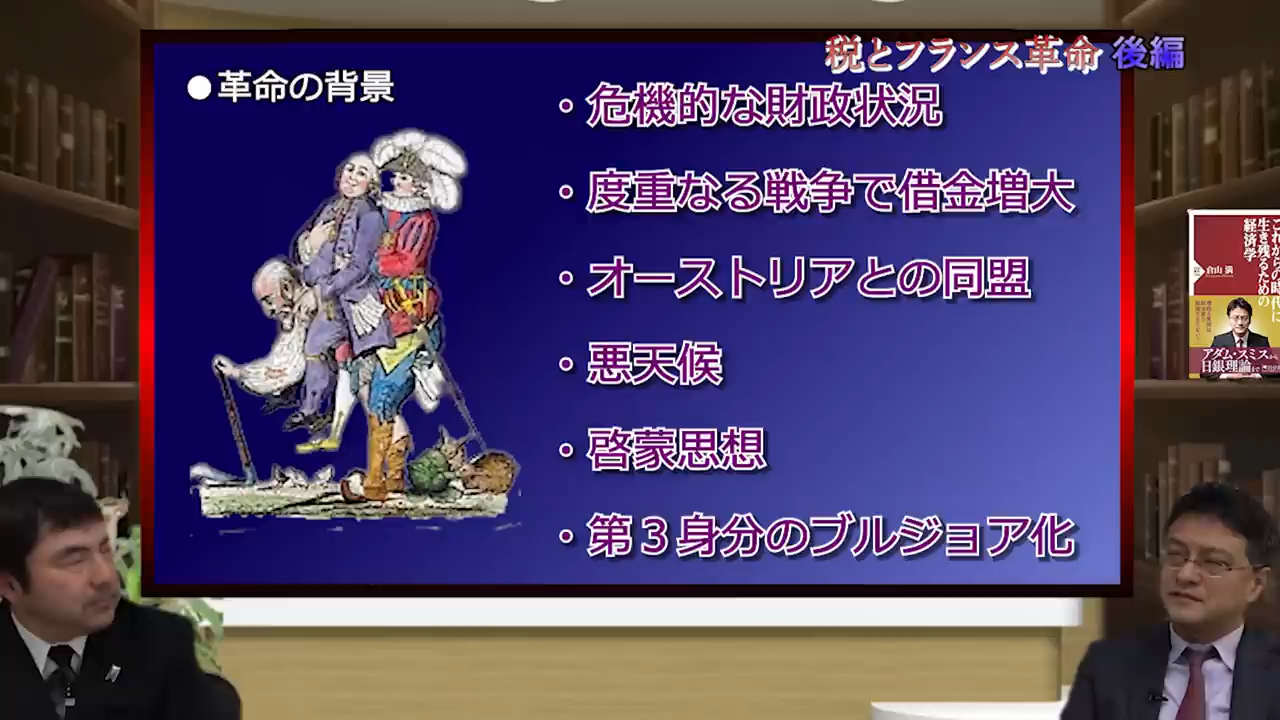 税とフランス革命 後編
●革命の背景
・危機的な財政状況
・度重なる戦争で借金増大
・オーストリアとの同盟
・悪天候
・啓蒙思想
・第３身分のブルジョア化
これからの時代に
生き残るための
経済学
倉山 満
アダム・スミスから
日銀理論まで